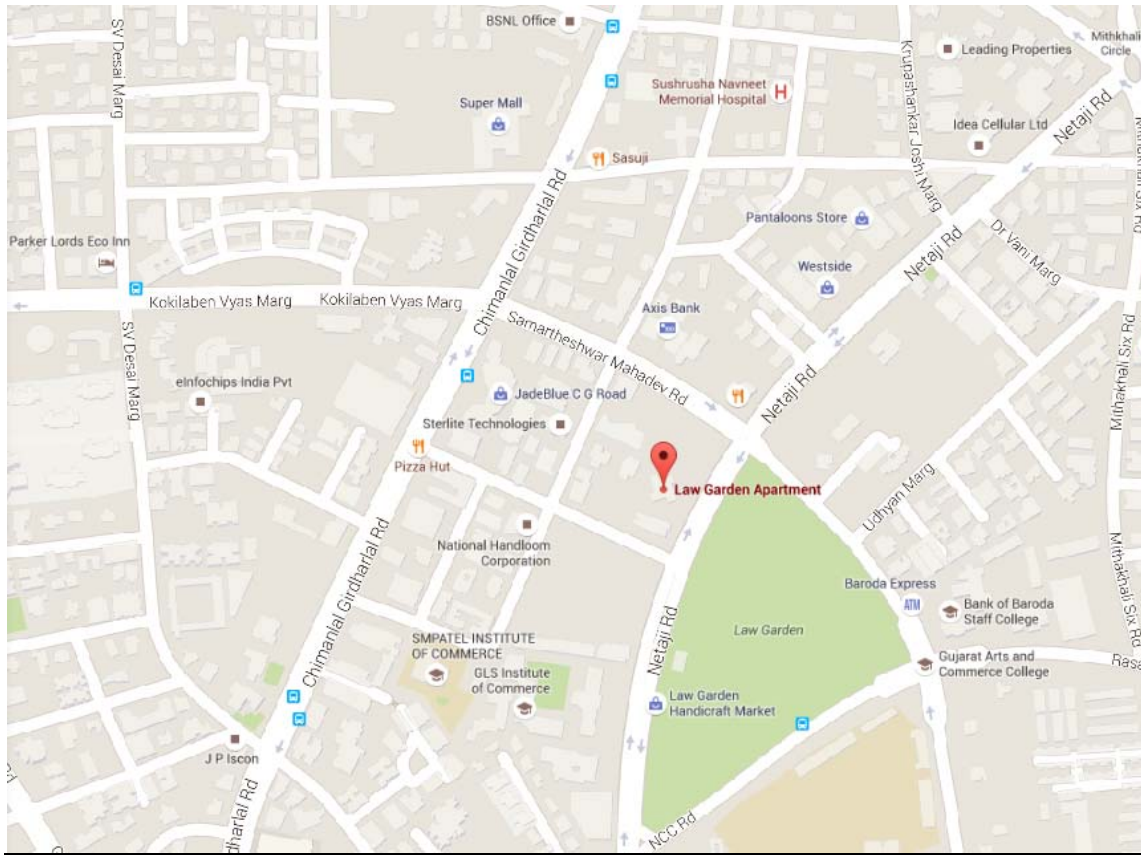 BSNL Office
SV Desai Marg
Super Mall
Sushrusha Navneet
Memorial Hospital
H
Krupashankar Joshi Marg
Leading Properties
Mithkhali
Circle
Netaji Rd
Idea Cellular Ltd
Sasuji
Chimanlal Girdharlal Rd
Pantaloons Store
Netaji Rd
Dr Vani Marg
Parker Lords Eco Inn
Westside
Kokilaben Vyas Marg
Kokilaben Vyas Marg
Samartheshwar Mahadev Rd
Axis Bank
SV Desai Marg
Mithakhali Six Rd
eInfochips India Pvt
JadeBlue C G Road
Netaji Rd
Sterlite Technologies
Pizza Hut
Law Garden Apartment
Udhyan Marg
National Handloom
Corporation
Chimanlal Girdharlal Rd
Mithakhali Six Rd
Baroda Express
ATM
Bank of Baroda
Staff College
Law Garden
Netaji Rd
SMPATEL INSTITUTE
OF COMMERCE
GLS Institute
of Commerce
Gujarat Arts and
Commerce College
Rasa
Law Garden
Handicraft Market
J P Iscon
dharlal Rd
NCC Rd